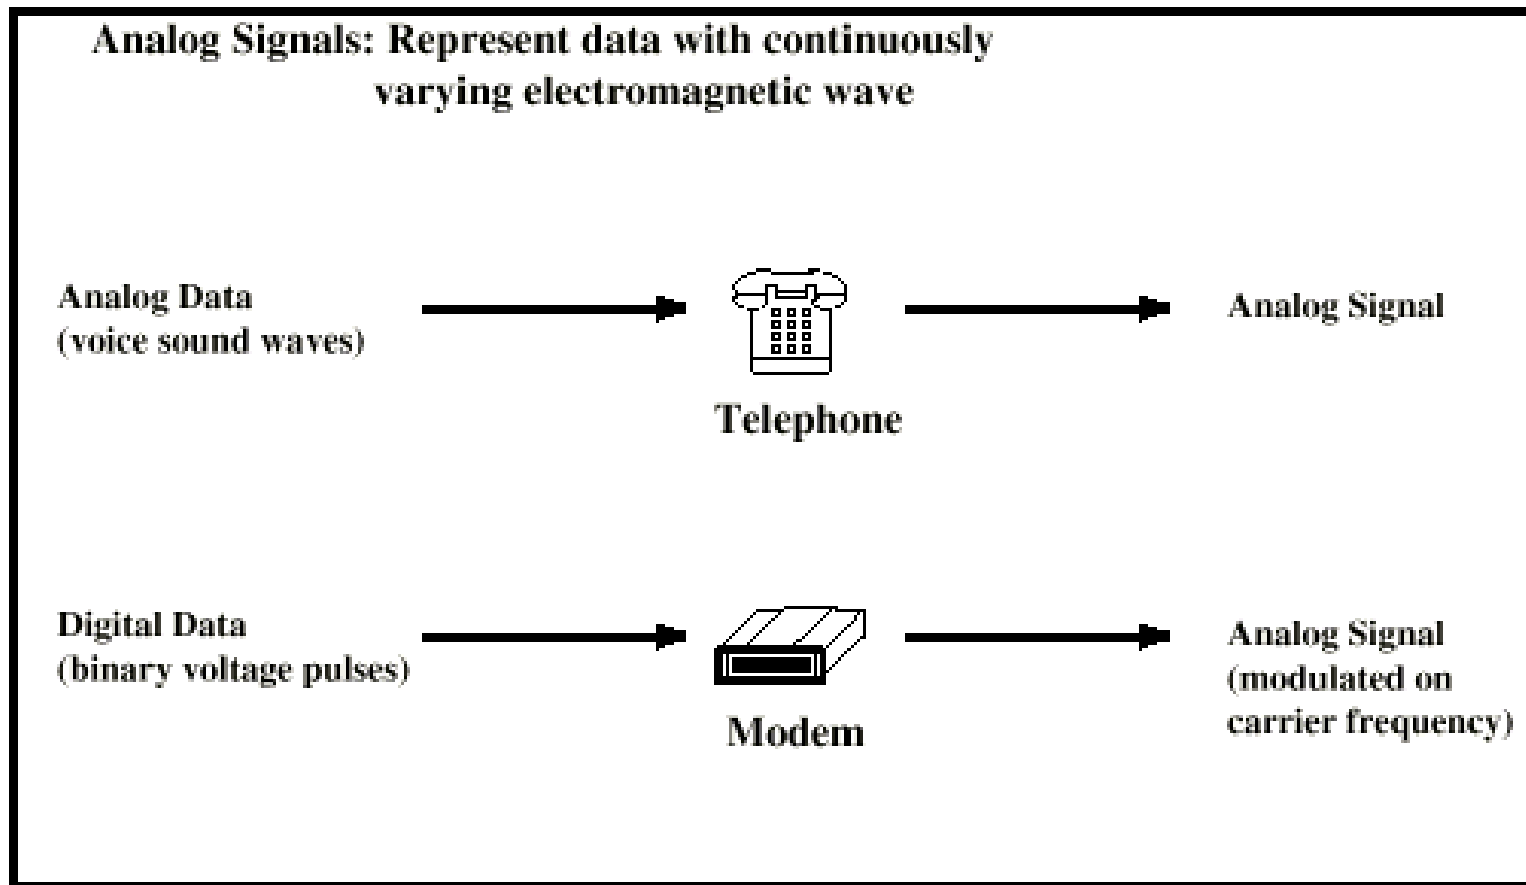 Analog Signals: Represent data with continuously
varying electromagnetic wave
Analog Data
(voice sound waves)
Telephone
Analog Signal
Digital Data
(binary voltage pulses)
Modem
Analog Signal
(modulated on
carrier frequency)